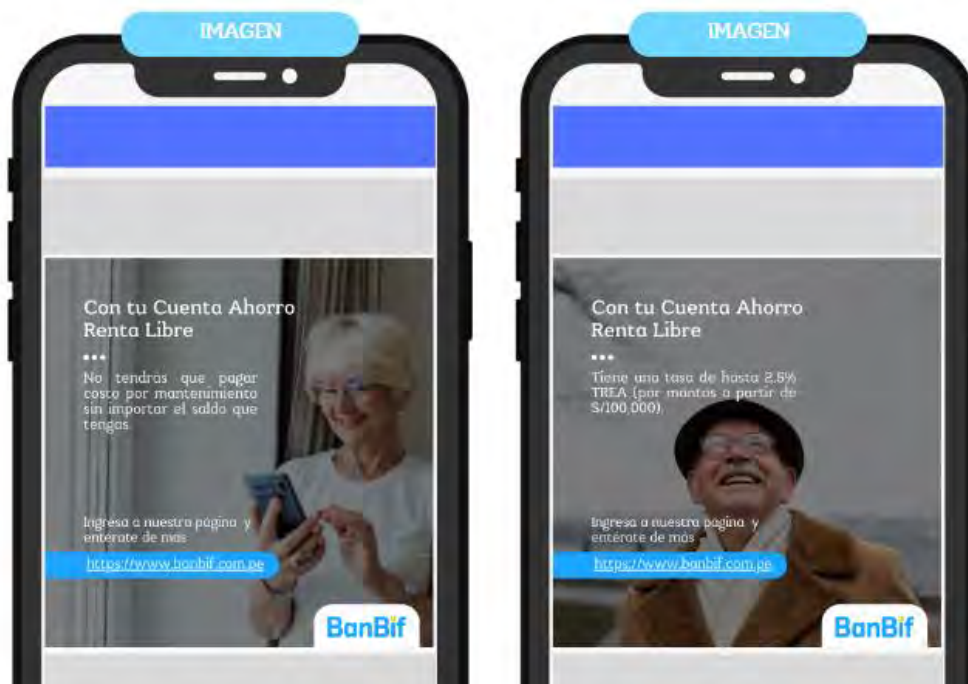 IMAGEN
Con tu Cuenta Ahorro
Renta Libre
No tendrás que pagar
costo por mantenimiento
sin importar el saldo que
tengas.
Ingresa a nuestra página y
entérate de más
https://www.banbif.com.pe
BanBif
IMAGEN
Con tu Cuenta Ahorro
Renta Libre
Tiene una tasa de hasta 2.5%
TREA (por montos a partir de
S/100,000).
Ingresa a nuestra página y
entérate de más
https://www.banbif.com.pe
BanBif